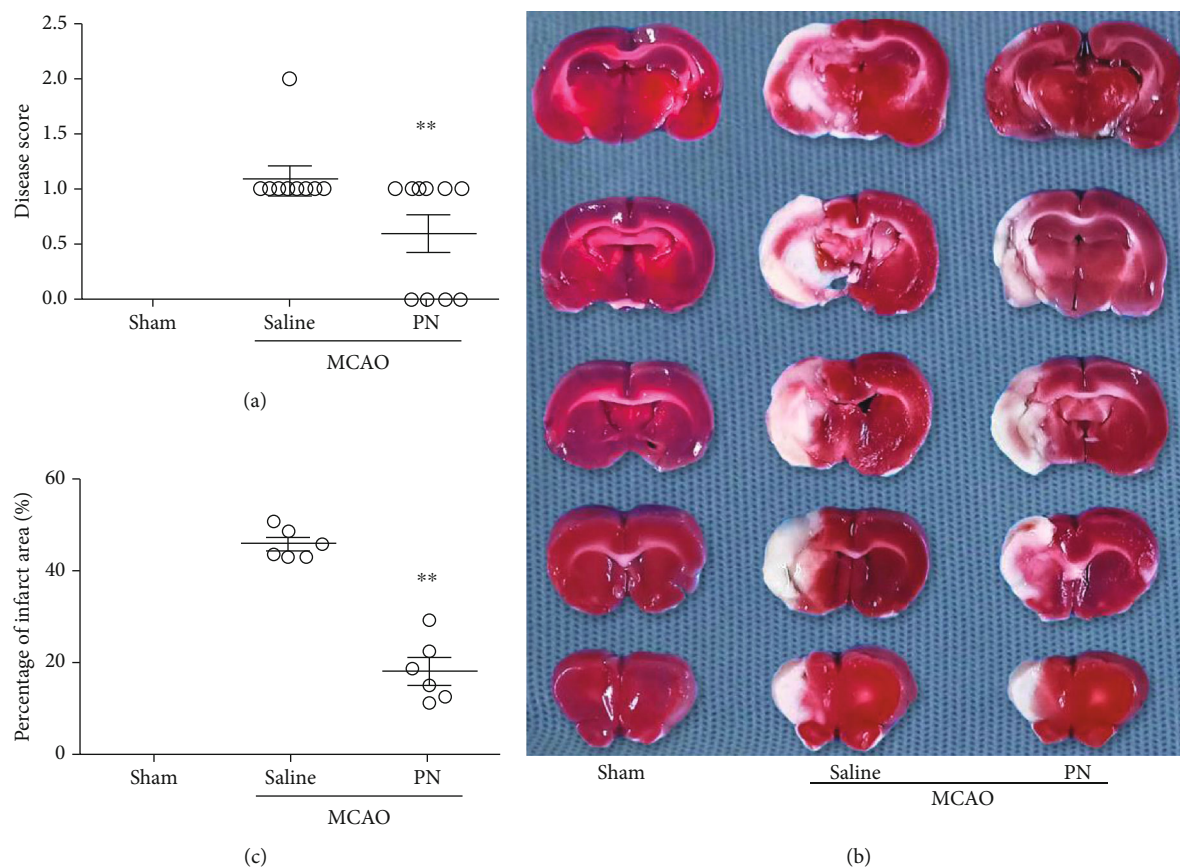 2.5
2.0
1.5
1.0
0.5
0.0
Disease score
**
Sham
Saline
PN
MCAO
(a)
60
40
20
0
Percentage of infarct area (%)
**
Sham
Saline
PN
MCAO
(c)
Sham
Saline
PN
MCAO
(b)